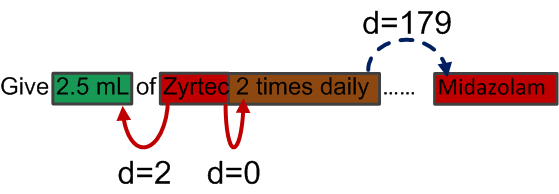 d=179
Give 2.5 mL of Zyrtec 2 times daily ...... Midazolam
d=2 d=0